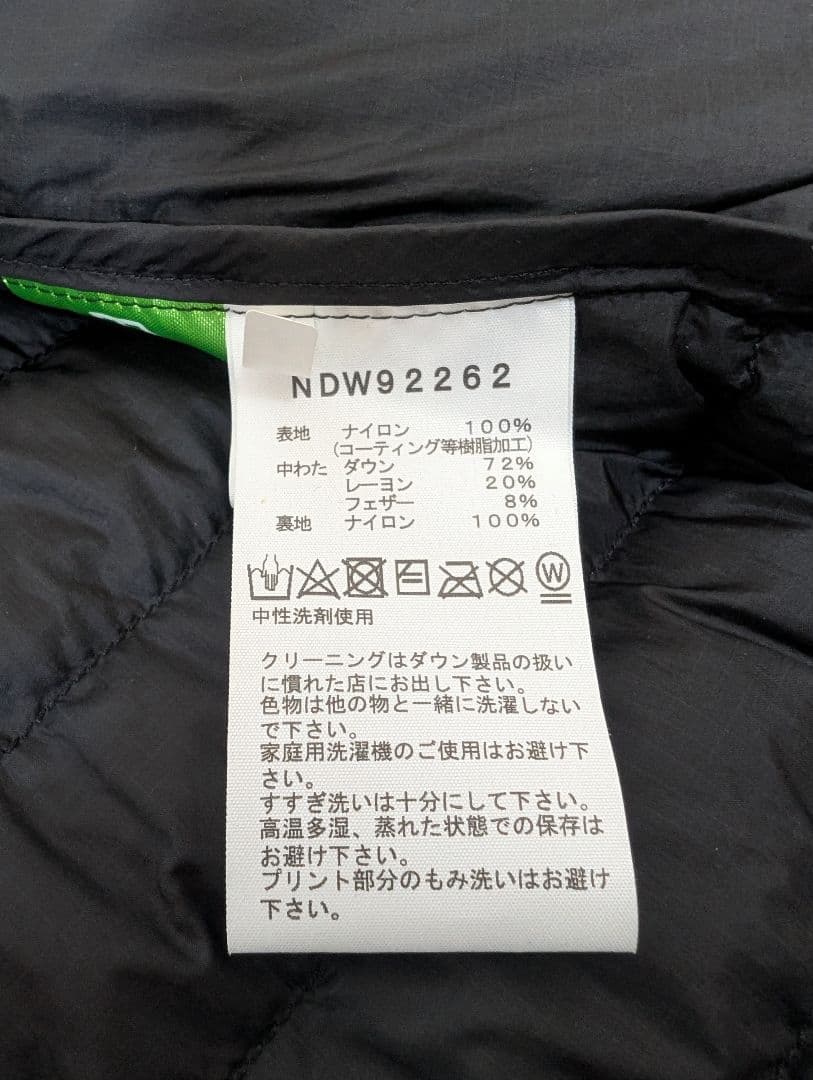 NDW92262
表地 ナイロン 100%
(コーティング等樹脂加工)
中わた ダウン 72%
レーヨン 20%
フェザー 8%
裏地 ナイロン 100%
W
中性洗剤使用
クリーニングはダウン製品の扱い
に慣れた店にお出し下さい。
色物は他の物と一緒に洗濯しない
で下さい。
家庭用洗濯機のご使用はお避け下
さい。
すすぎ洗いは十分にして下さい。
高温多湿、蒸れた状態での保存は
お避け下さい。
プリント部分のもみ洗いはお避け
下さい。